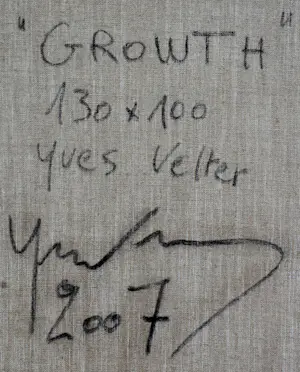 "GROWTH"
130 x 100
Yves Velter
2007